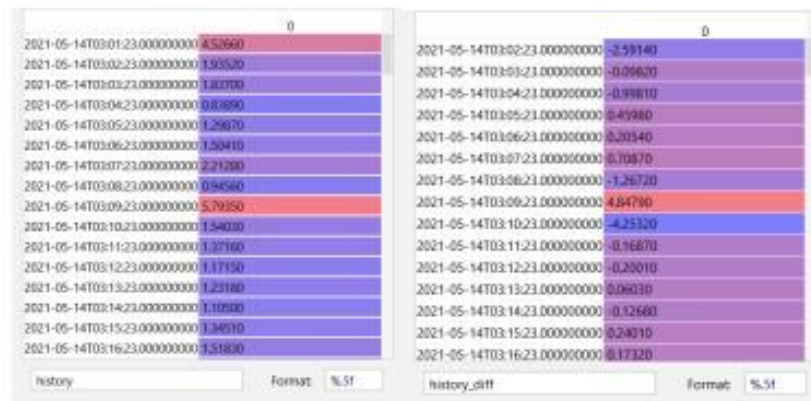 0
2021-05-14T03:01:23.000000000 4.52660
2021-05-14T03:02:23.000000000 1.93520
2021-05-14T03:03:23.000000000 1.83700
2021-05-14T03:04:23.000000000 0.83890
2021-05-14T03:05:23.000000000 1.29870
2021-05-14T03:06:23.000000000 1.50410
2021-05-14T03:07:23.000000000 2.21280
2021-05-14T03:08:23.000000000 0.94560
2021-05-14T03:09:23.000000000 5.79350
2021-05-14T03:10:23.000000000 1.54030
2021-05-14T03:11:23.000000000 1.37160
2021-05-14T03:12:23.000000000 1.17150
2021-05-14T03:13:23.000000000 1.23180
2021-05-14T03:14:23.000000000 1.10500
2021-05-14T03:15:23.000000000 1.34510
2021-05-14T03:16:23.000000000 1.51830
history Format: %.5f
0
2021-05-14T03:02:23.000000000 -2.59140
2021-05-14T03:03:23.000000000 -0.09820
2021-05-14T03:04:23.000000000 -0.99810
2021-05-14T03:05:23.000000000 0.45980
2021-05-14T03:06:23.000000000 0.20540
2021-05-14T03:07:23.000000000 0.70870
2021-05-14T03:08:23.000000000 -1.26720
2021-05-14T03:09:23.000000000 4.84790
2021-05-14T03:10:23.000000000 -4.25320
2021-05-14T03:11:23.000000000 -0.16870
2021-05-14T03:12:23.000000000 -0.20010
2021-05-14T03:13:23.000000000 0.06030
2021-05-14T03:14:23.000000000 -0.12680
2021-05-14T03:15:23.000000000 0.24010
2021-05-14T03:16:23.000000000 0.17320
history_diff Format: %.5f